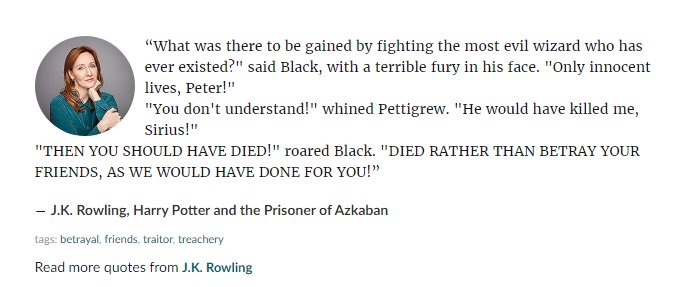 “What was there to be gained by fighting the most evil wizard who has
ever existed?" said Black, with a terrible fury in his face. "Only innocent
lives, Peter!"
"You don't understand!" whined Pettigrew. "He would have killed me,
Sirius!"
"THEN YOU SHOULD HAVE DIED!" roared Black. "DIED RATHER THAN BETRAY YOUR
FRIENDS, AS WE WOULD HAVE DONE FOR YOU!”
― J.K. Rowling, Harry Potter and the Prisoner of Azkaban
tags: betrayal, friends, traitor, treachery
Read more quotes from J.K. Rowling